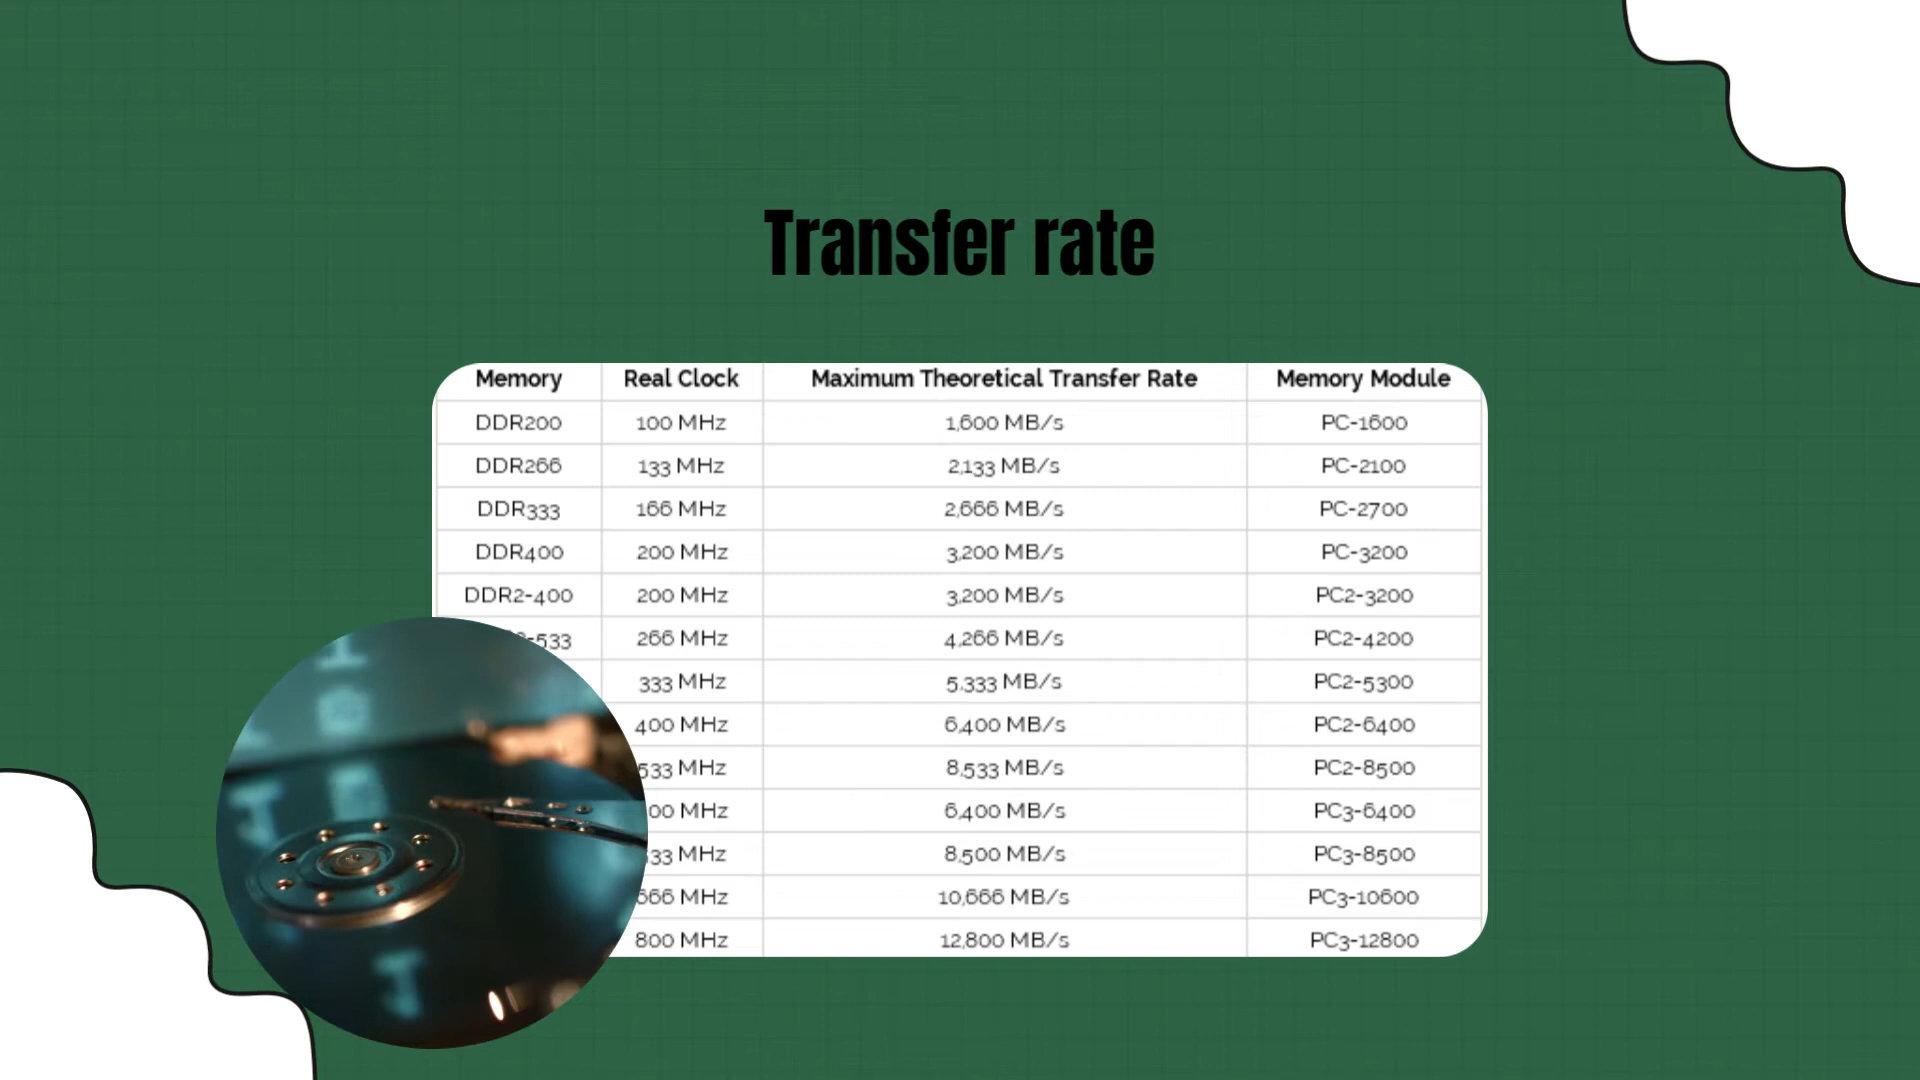 Transfer rate
Memory Real Clock Maximum Theoretical Transfer Rate Memory Module
DDR200 100 MHz 1,600 MB/s PC-1600
DDR266 133 MHz 2,133 MB/s PC-2100
DDR333 166 MHz 2,666 MB/s PC-2700
DDR400 200 MHz 3,200 MB/s PC-3200
DDR2-400 200 MHz 3,200 MB/s PC2-3200
-533 266 MHz 4,266 MB/s PC2-4200
333 MHz 5,333 MB/s PC2-5300
400 MHz 6,400 MB/s PC2-6400
533 MHz 8,533 MB/s PC2-8500
00 MHz 6,400 MB/s PC3-6400
33 MHz 8,500 MB/s PC3-8500
666 MHz 10,666 MB/s PC3-10600
800 MHz 12,800 MB/s PC3-12800